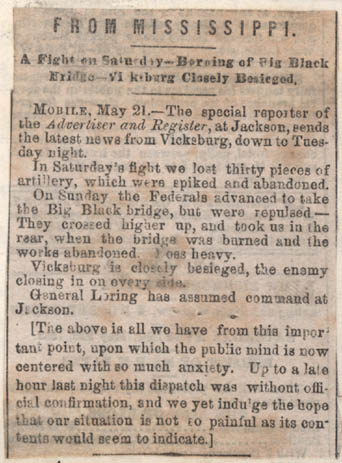 FROM MISSISSIPPI.
A Fight on Saturday—Burning of Big Black
Bridge—Vicksburg Closely Besieged.
MOBILE, May 21.—The special reporter of
the Advertiser and Register, at Jackson, sends
the latest news from Vicksburg, down to Tues-
day night.
In Saturday's fight we lost thirty pieces of
artillery, which were spiked and abandoned.
On Sunday the Federals advanced to take
the Big Black bridge, but were repulsed.—
They crossed higher up, and took us in the
rear, when the bridge was burned and the
works abandoned. Loss heavy.
Vicksburg is closely besieged, the enemy
closing in on every side.
General Loring has assumed command at
Jackson.
[The above is all we have from this impor-
tant point, upon which the public mind is now
centered with so much anxiety. Up to a late
hour last night this dispatch was without offi-
cial confirmation, and we yet indulge the hope
that our situation is not so painful as its con-
tents would seem to indicate.]